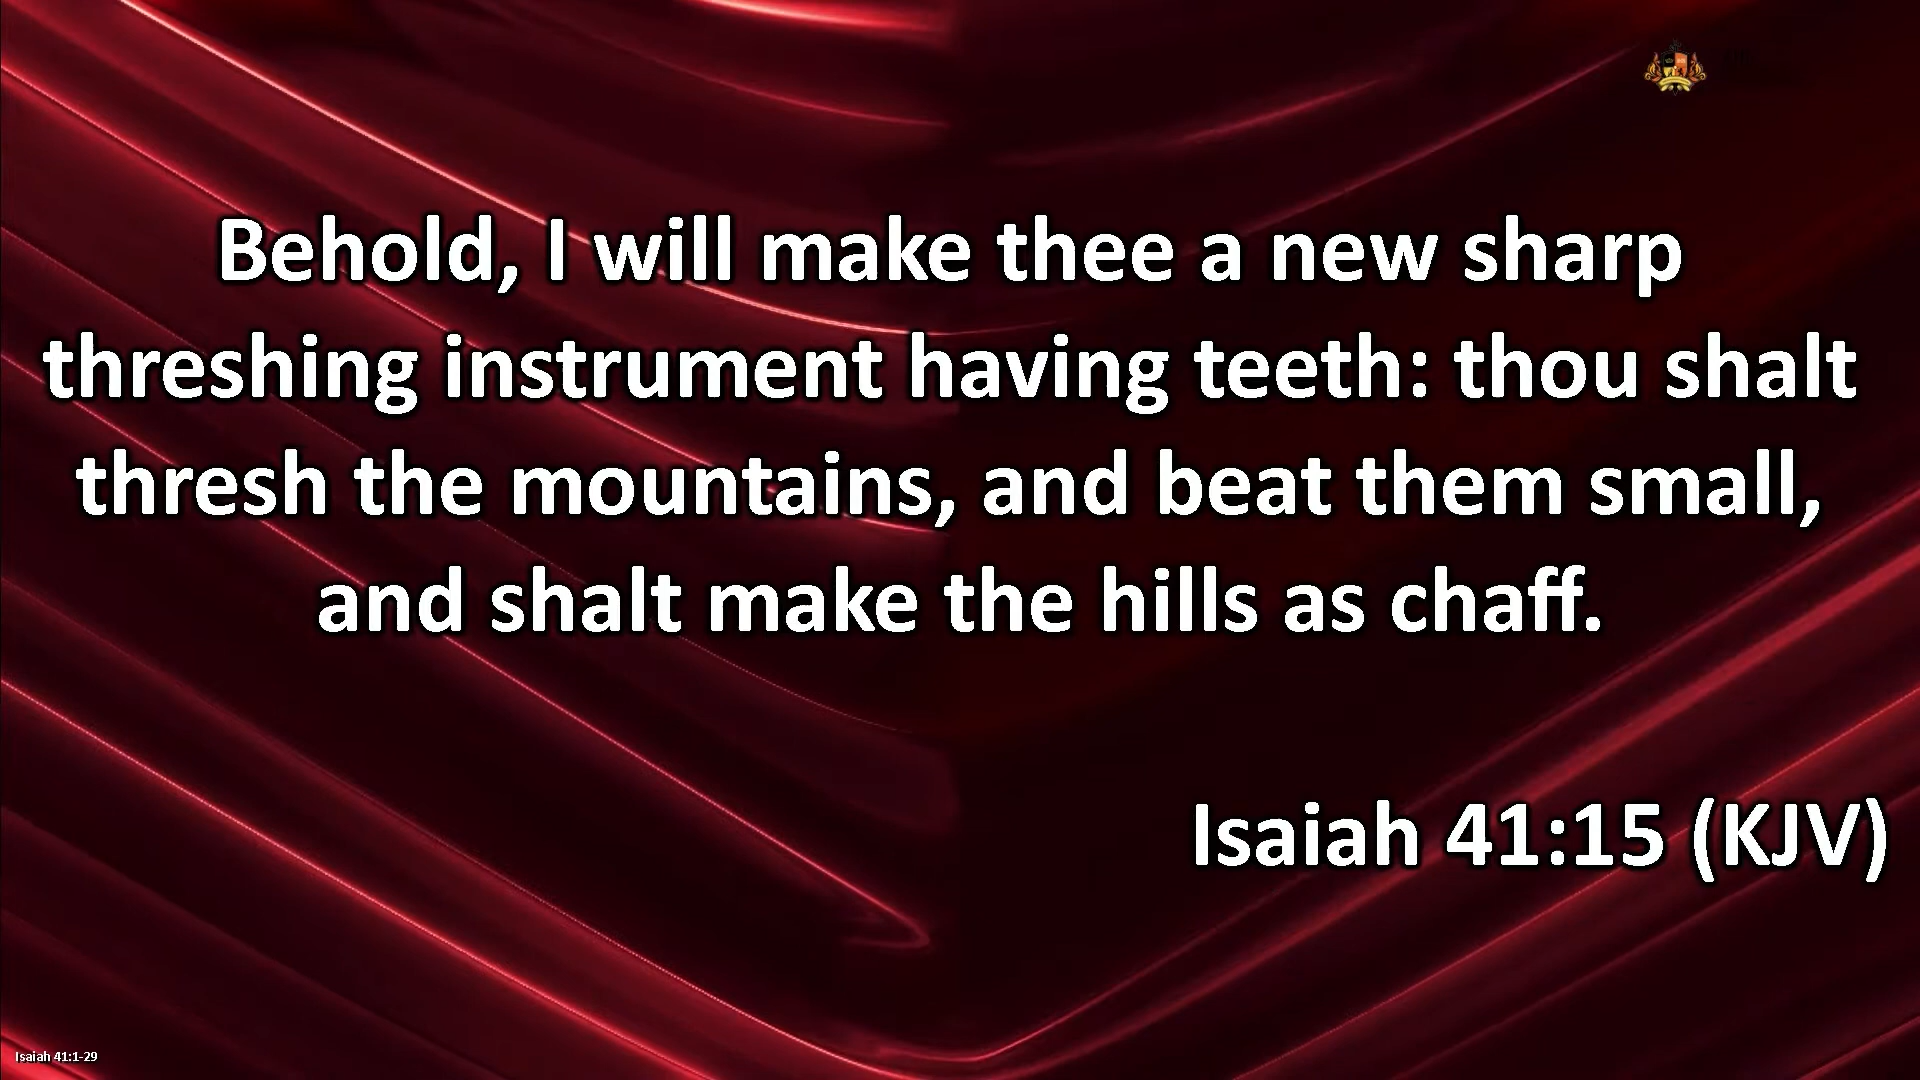 Behold, I will make thee a new sharp
threshing instrument having teeth: thou shalt
thresh the mountains, and beat them small,
and shalt make the hills as chaff.
Isaiah 41:15 (KJV)
Isaiah 41:1-29